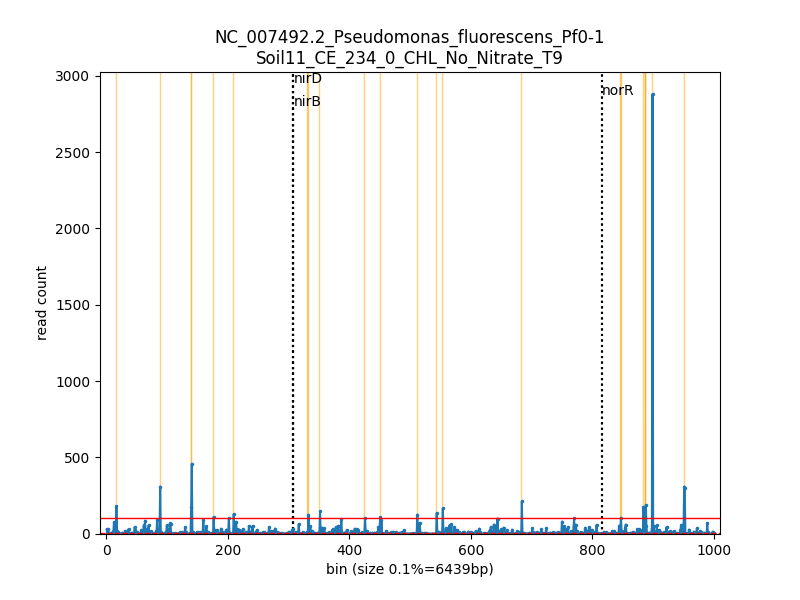 NC_007492.2_Pseudomonas_fluorescens_Pf0-1
Soil11_CE_234_0_CHL_No_Nitrate_T9
3000
2500
2000
1500
1000
500
0
read count
nirD
nirB
norR
0
200
400
600
800
1000
bin (size 0.1%=6439bp)